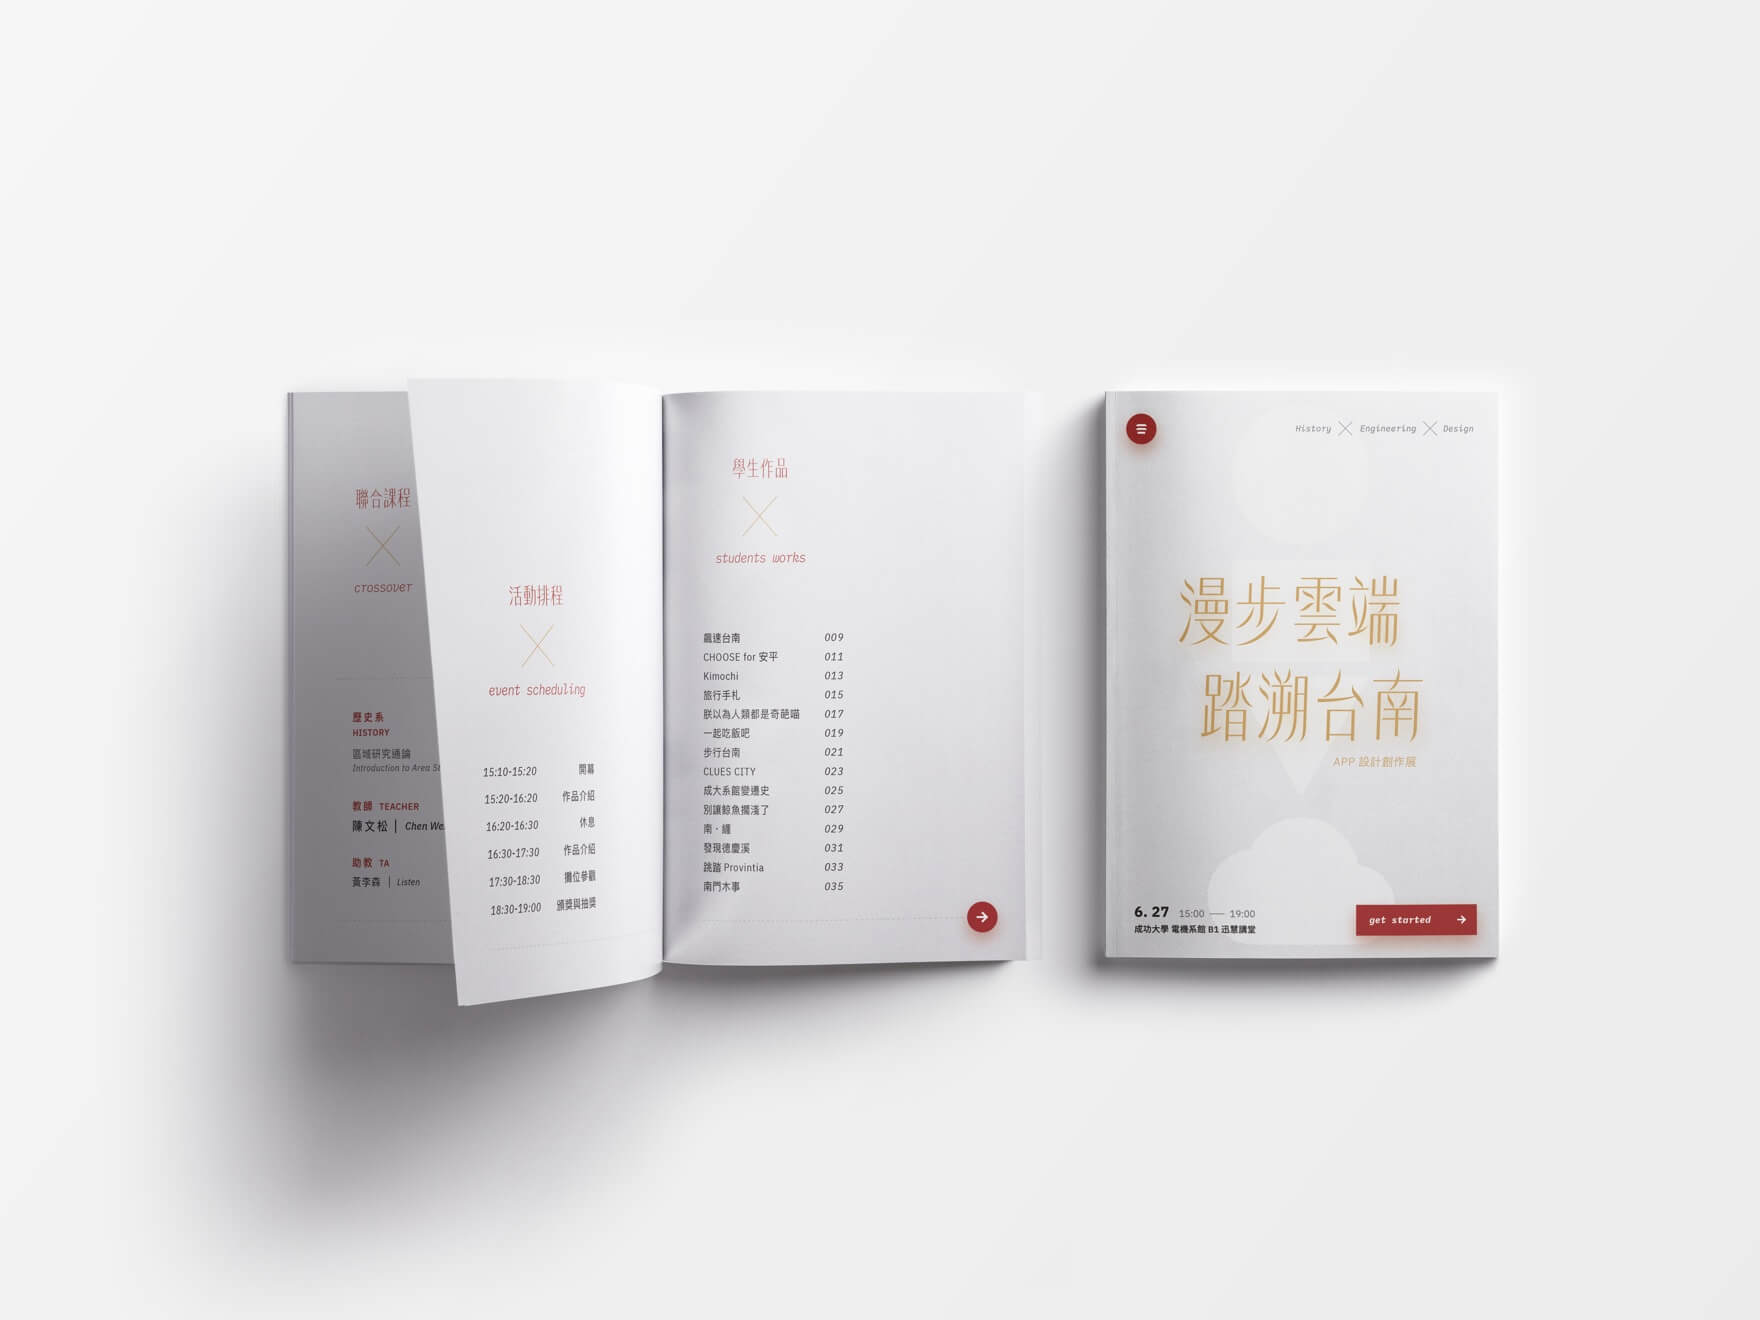 聯合課程
crossover
歷史系
HISTORY
區域研究通論
Introduction to Area
教師 TEACHER
陳文松 | Chen
助教 TA
黃李森 | Listen
活動排程
event scheduling
15:10-15:20 開幕
15:20-16:20 作品介紹
16:20-16:30 休息
16:30-17:30 作品介紹
17:30-18:30 攤位參觀
18:30-19:00 頒獎與抽獎
學生作品
students works
飆速台南 009
CHOOSE for 安平 011
Kimochi 013
旅行手札 015
朕以為人類都是奇葩喵 017
一起吃飯吧 019
步行台南 021
CLUES CITY 023
成大系館變遷史 025
別讓鯨魚擱淺了 027
南·纏 029
發現德慶溪 031
跳踏 Provintia 033
南門木事 035
History × Engineering × Design
漫步雲端
踏溯台南
APP 設計創作展
6. 27 15:00 — 19:00
成功大學 電機系館 B1 迅慧講堂
get started